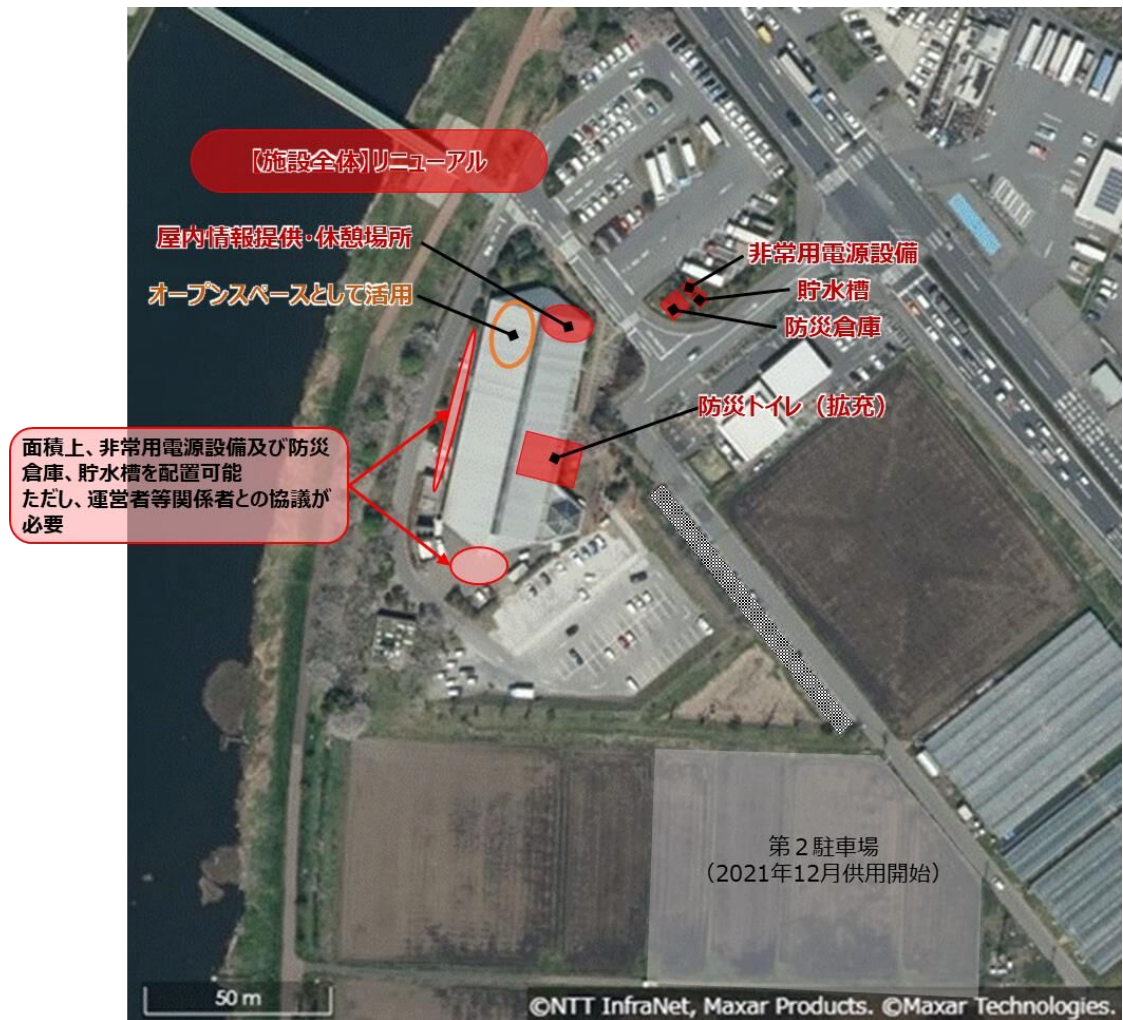 【施設全体】リニューアル
屋内情報提供・休憩場所
オープンスペースとして活用
非常用電源設備
貯水槽
防災倉庫
防災トイレ（拡充）
面積上、非常用電源設備及び防災
倉庫、貯水槽を配置可能
ただし、運営者等関係者との協議が
必要
第２駐車場
（2021年12月供用開始）
50 m
©NTT InfraNet, Maxar Products. ©Maxar Technologies.